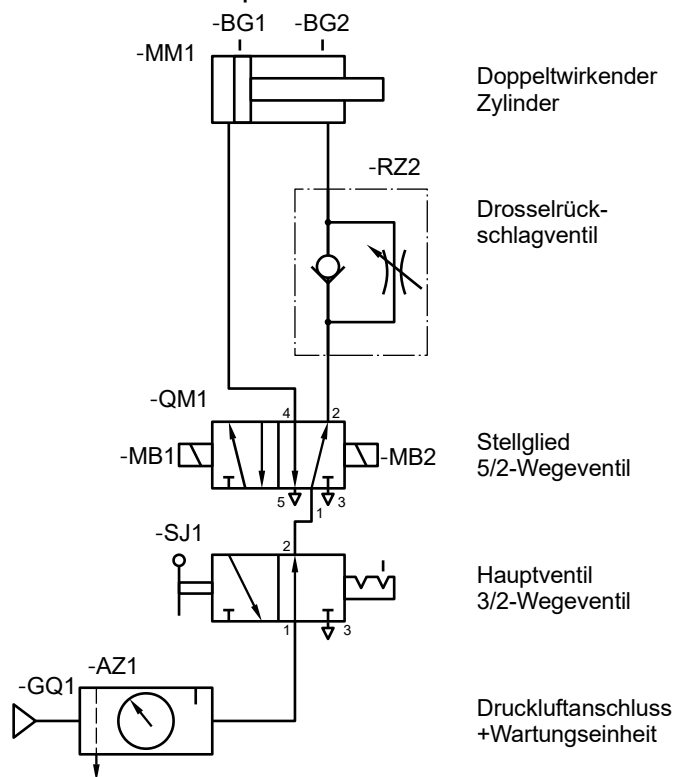 -BG1 -BG2
-MM1
Doppeltwirkender
Zylinder
-RZ2
Drosselrück-
schlagventil
-QM1
4 2
-MB1
-MB2
5 3
1
Stellglied
5/2-Wegeventil
-SJ1
2
1 3
Hauptventil
3/2-Wegeventil
-AZ1
-GQ1
Druckluftanschluss
+Wartungseinheit